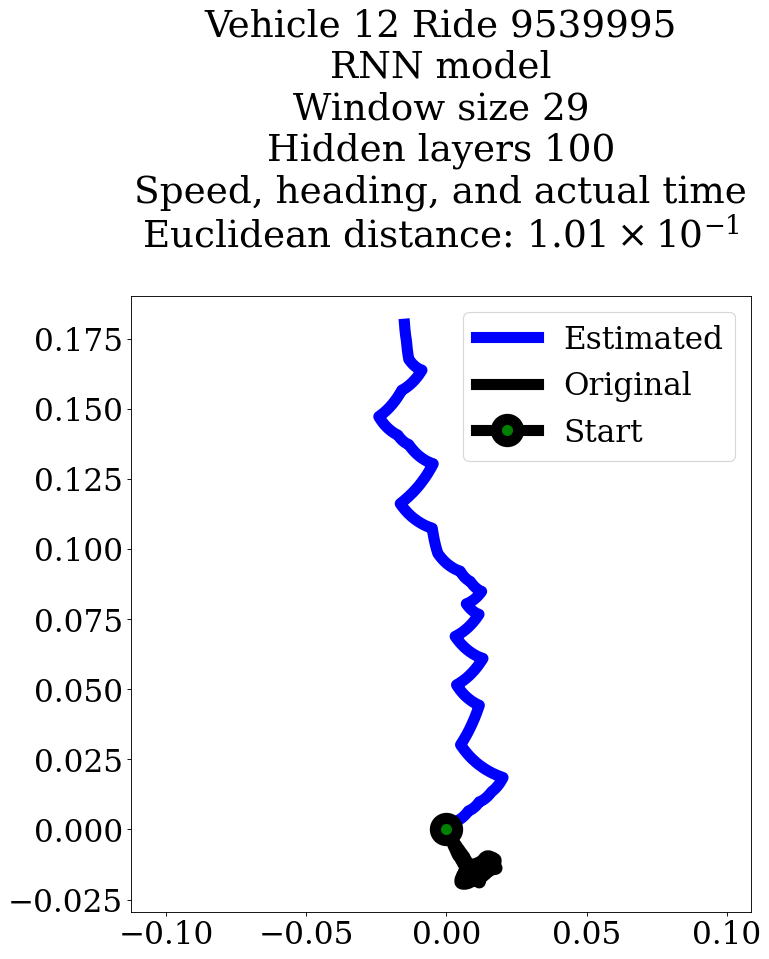 Vehicle 12 Ride 9539995
RNN model
Window size 29
Hidden layers 100
Speed, heading, and actual time
Euclidean distance: 1.01 × 10⁻¹
Estimated
Original
Start
0.175
0.150
0.125
0.100
0.075
0.050
0.025
0.000
−0.025
−0.10
−0.05
0.00
0.05
0.10